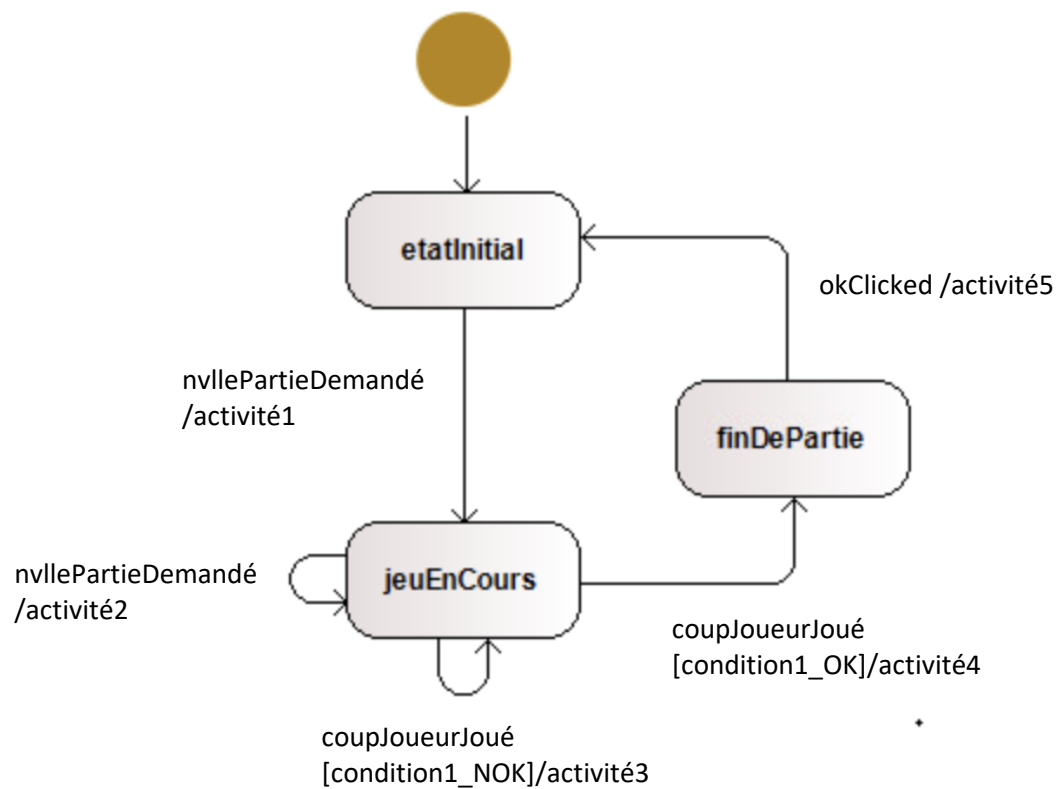 etatInitial
okClicked /activité5
nvllePartieDemandé
/activité1
finDePartie
nvllePartieDemandé
/activité2
jeuEnCours
coupJoueurJoué
[condition1_OK]/activité4
coupJoueurJoué
[condition1_NOK]/activité3